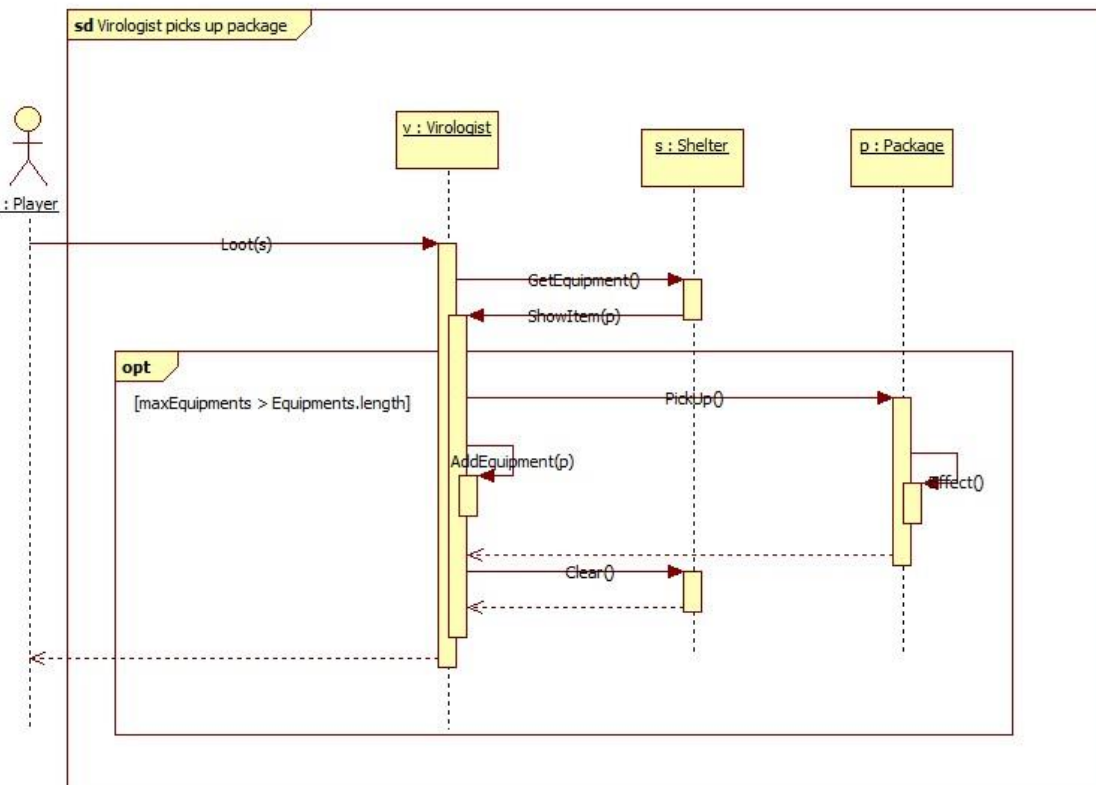 sd Virologist picks up package
v : Virologist
s : Shelter
p : Package
: Player
Loot(s)
GetEquipment()
ShowItem(p)
opt
[maxEquipments > Equipments.length]
PickUp()
AddEquipment(p)
Effect()
Clear()